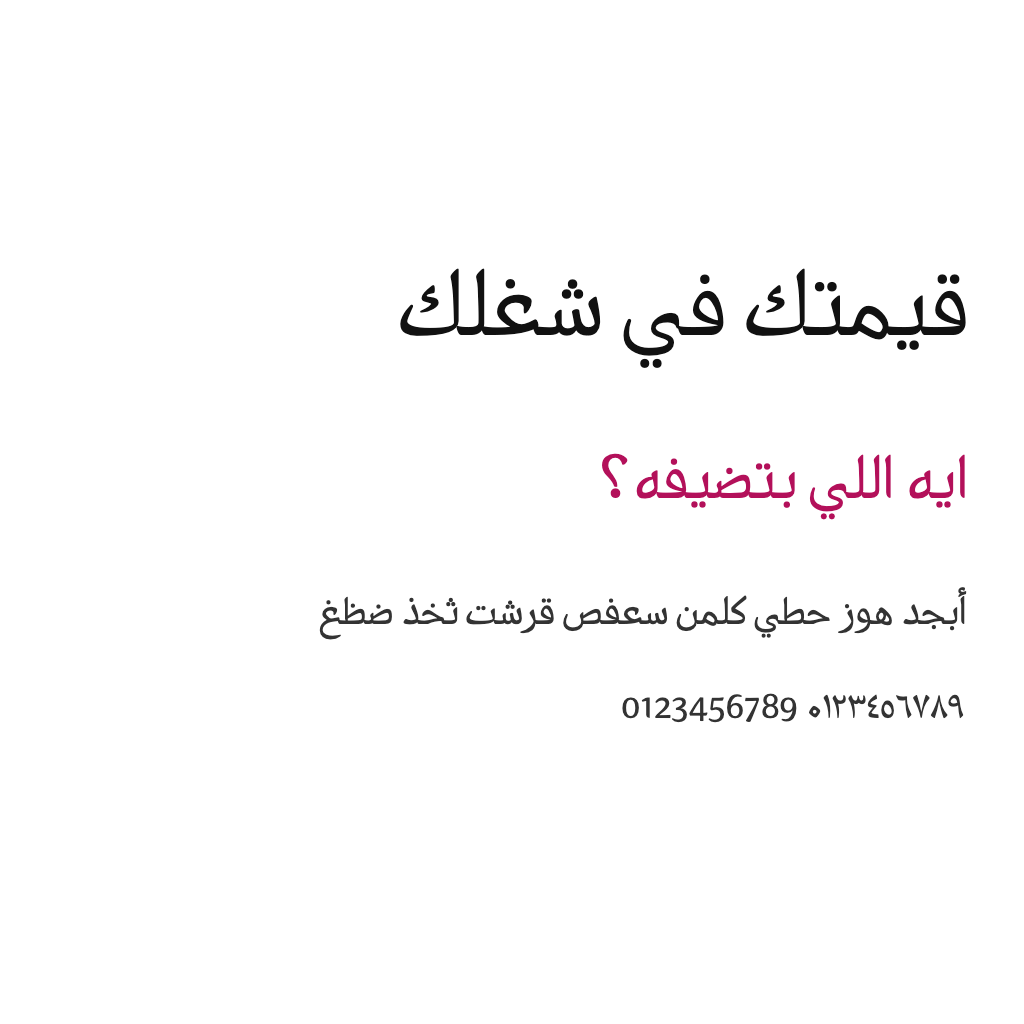 قيمتك في شغلك
ايه اللي بتضيفه؟
أبجد هوز حطي كلمن سعفص قرشت ثخذ ضظغ
٠١٢٣٤٥٦٧٨٩ 0123456789